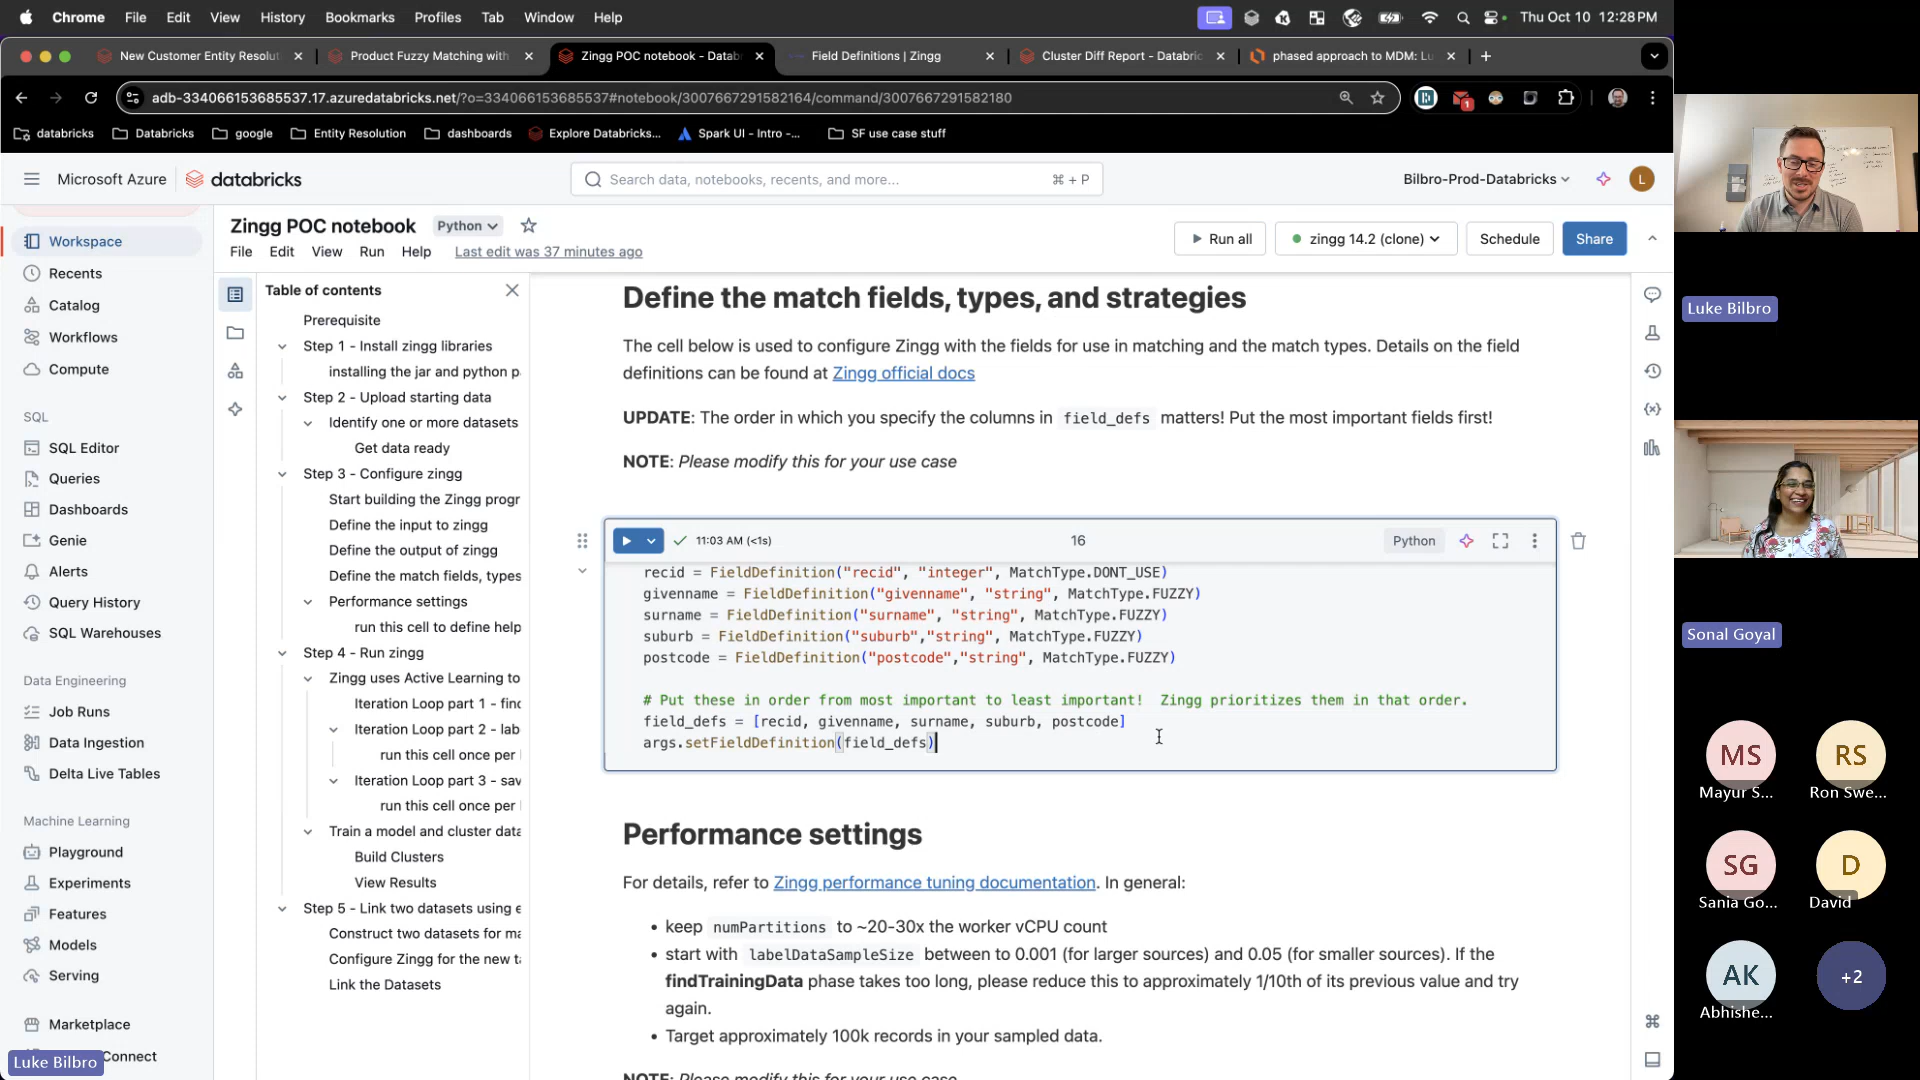 Chrome File Edit View History Bookmarks Profiles Tab Window Help
Thu Oct 10 12:28 PM
New Customer Entity Resolut
Product Fuzzy Matching with
Zingg POC notebook - Datab
Field Definitions | Zingg
Cluster Diff Report - Databric
phased approach to MDM: Lu
adb-334066153685537.17.azuredatabricks.net/?o=334066153685537#notebook/3007667291582164/command/3007667291582180
1
databricks
Databricks
google
Entity Resolution
dashboards
Explore Databricks...
Spark UI - Intro -...
SF use case stuff
Microsoft Azure
databricks
Search data, notebooks, recents, and more...
⌘ + P
Bilbro-Prod-Databricks
L
Workspace
Recents
Catalog
Workflows
Compute
SQL
SQL Editor
Queries
Dashboards
Genie
Alerts
Query History
SQL Warehouses
Data Engineering
Job Runs
Data Ingestion
Delta Live Tables
Machine Learning
Playground
Experiments
Features
Models
Serving
Marketplace
Connect
Luke Bilbro
Zingg POC notebook
Python
File Edit View Run Help
Last edit was 37 minutes ago
Run all
zingg 14.2 (clone)
Schedule
Share
Table of contents
Prerequisite
Step 1 - Install zingg libraries
installing the jar and python p
Step 2 - Upload starting data
Identify one or more datasets
Get data ready
Step 3 - Configure zingg
Start building the Zingg progr
Define the input to zingg
Define the output of zingg
Define the match fields, types
Performance settings
run this cell to define help
Step 4 - Run zingg
Zingg uses Active Learning to
Iteration Loop part 1 - find
Iteration Loop part 2 - lab
run this cell once per
Iteration Loop part 3 - sav
run this cell once per
Train a model and cluster data
Build Clusters
View Results
Step 5 - Link two datasets using e
Construct two datasets for ma
Configure Zingg for the new ta
Link the Datasets
Define the match fields, types, and strategies
The cell below is used to configure Zingg with the fields for use in matching and the match types. Details on the field
definitions can be found at Zingg official docs
UPDATE: The order in which you specify the columns in field_defs matters! Put the most important fields first!
NOTE: Please modify this for your use case
11:03 AM (<1s)
16
Python
recid = FieldDefinition("recid", "integer", MatchType.DONT_USE)
givenname = FieldDefinition("givenname", "string", MatchType.FUZZY)
surname = FieldDefinition("surname", "string", MatchType.FUZZY)
suburb = FieldDefinition("suburb","string", MatchType.FUZZY)
postcode = FieldDefinition("postcode","string", MatchType.FUZZY)
# Put these in order from most important to least important!  Zingg prioritizes them in that order.
field_defs = [recid, givenname, surname, suburb, postcode]
args.setFieldDefinition(field_defs)
Performance settings
For details, refer to Zingg performance tuning documentation. In general:
• keep numPartitions to ~20-30x the worker vCPU count
• start with labelDataSampleSize between to 0.001 (for larger sources) and 0.05 (for smaller sources). If the
findTrainingData phase takes too long, please reduce this to approximately 1/10th of its previous value and try
again.
• Target approximately 100k records in your sampled data.
NOTE: Please modify this for your use case
Luke Bilbro
Sonal Goyal
MS
Mayur S...
RS
Ron Swe...
SG
Sania Go...
D
David
AK
Abhishe...
+2